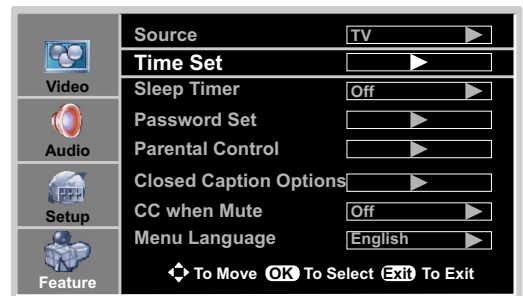 Video
Audio
Setup
Feature
Source TV
Time Set
Sleep Timer Off
Password Set
Parental Control
Closed Caption Options
CC when Mute Off
Menu Language English
To Move OK To Select Exit To Exit